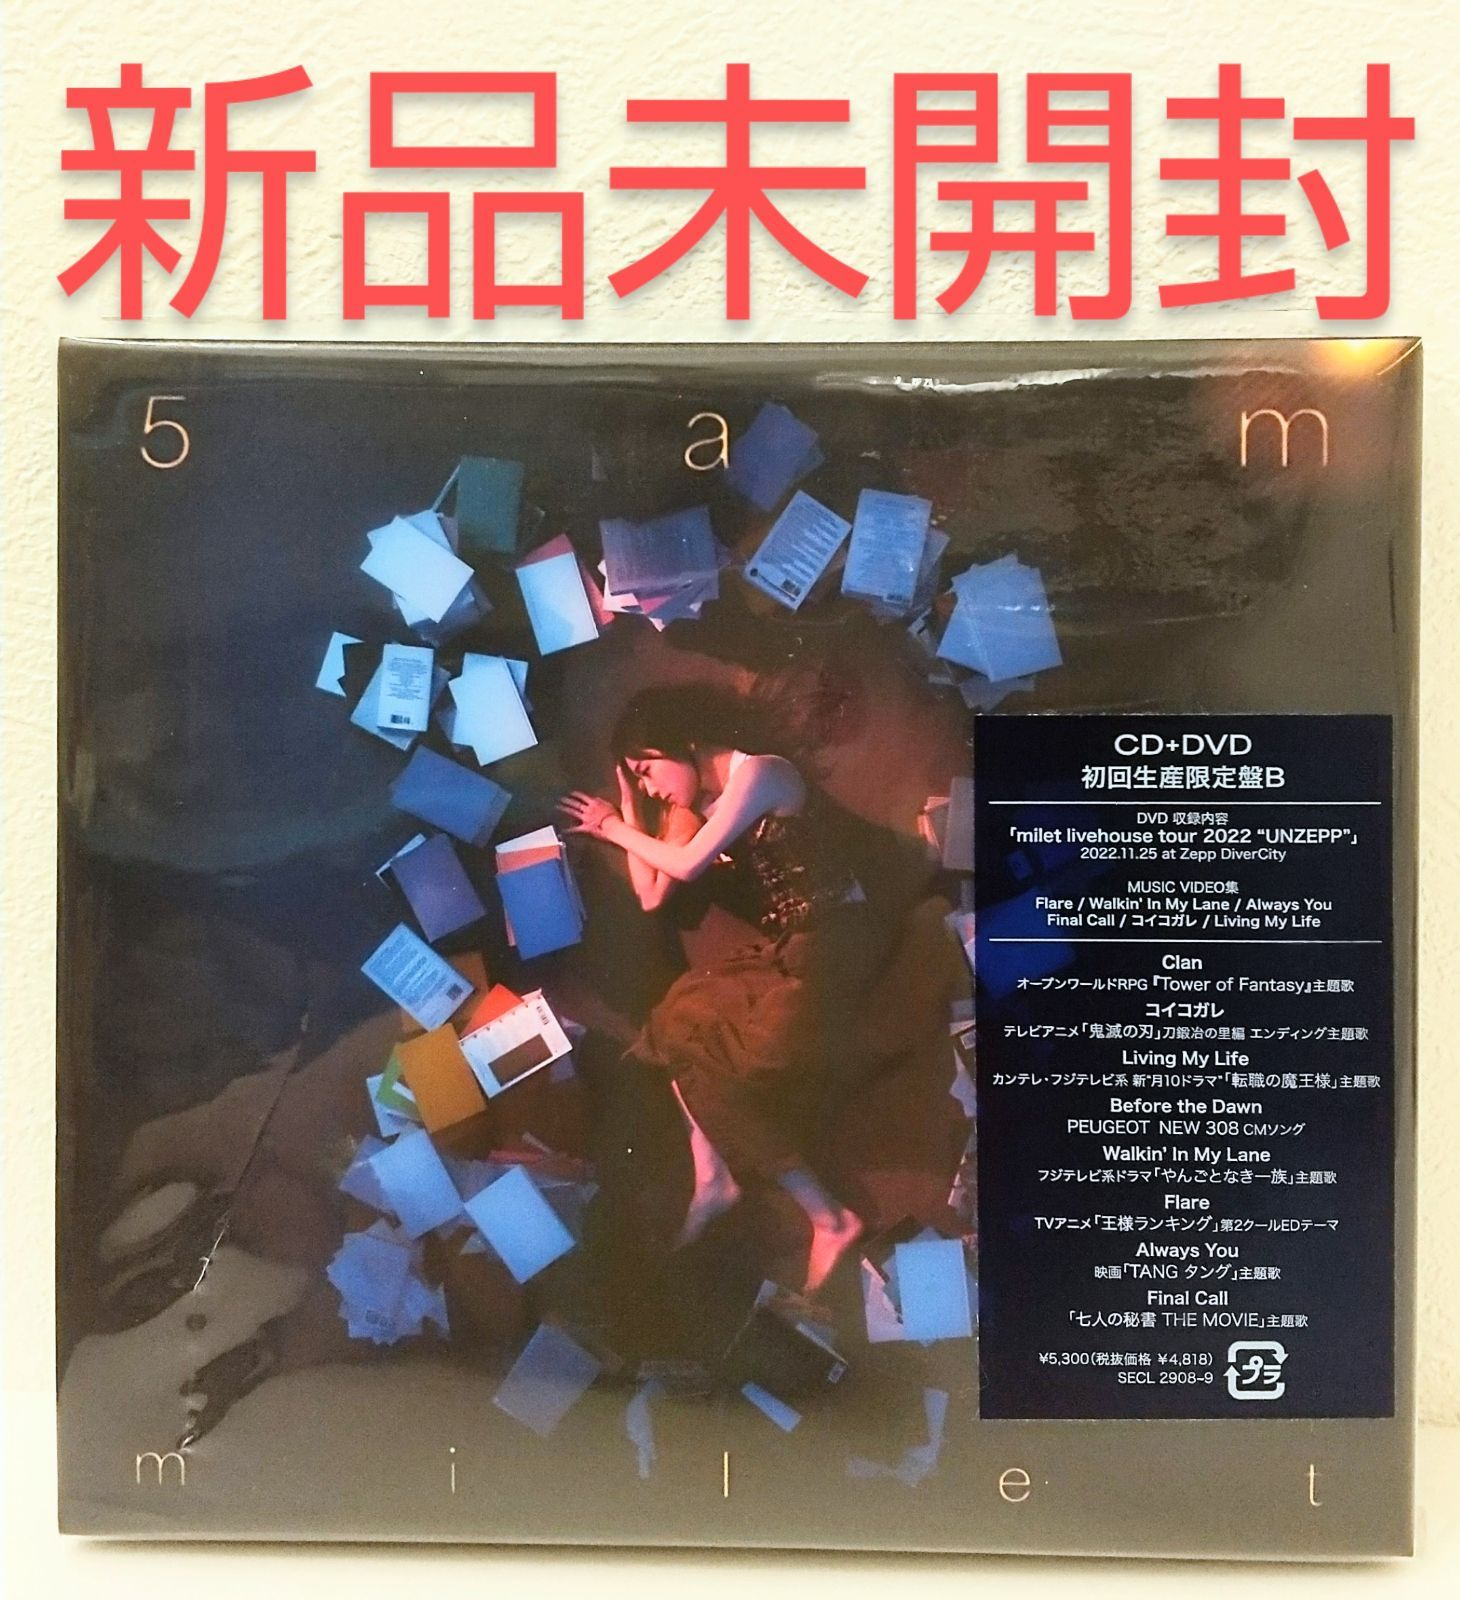 新品未開封
5 a m
CD+DVD
初回生産限定盤B
DVD 収録内容
「milet livehouse tour 2022 “UNZEPP”」
2022.11.25 at Zepp DiverCity
MUSIC VIDEO集
Flare / Walkin' In My Lane / Always You
Final Call / コイコガレ / Living My Life
Clan
オープンワールドRPG『Tower of Fantasy』主題歌
コイコガレ
テレビアニメ「鬼滅の刃」刀鍛冶の里編 エンディング主題歌
Living My Life
カンテレ・フジテレビ系 新“月10ドラマ”「転職の魔王様」主題歌
Before the Dawn
PEUGEOT NEW 308 CMソング
Walkin' In My Lane
フジテレビ系ドラマ「やんごとなき一族」主題歌
Flare
TVアニメ「王様ランキング」第2クールEDテーマ
Always You
映画「TANG タング」主題歌
Final Call
「七人の秘書 THE MOVIE」主題歌
¥5,300(税抜価格 ¥4,818)
SECL 2908-9
プラ
m i l e t